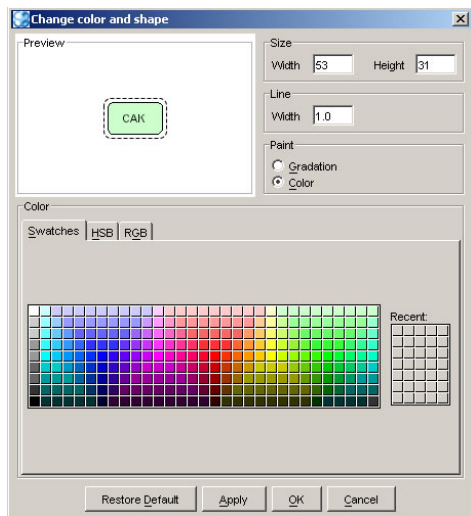 Change color and shape
Preview
CAK
Size
Width 53 Height 31
Line
Width 1.0
Paint
Gradation
Color
Color
Swatches HSB RGB
Recent:
Restore Default Apply OK Cancel